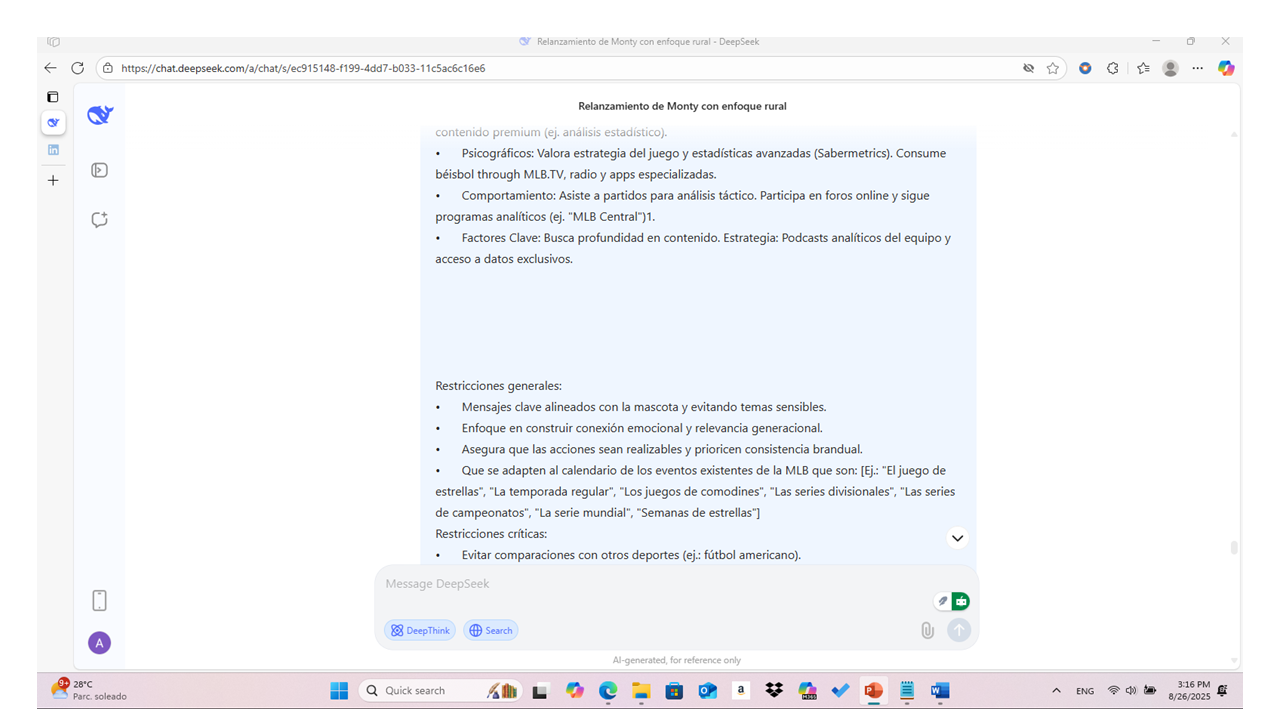 Relanzamiento de Monty con enfoque rural - DeepSeek
https://chat.deepseek.com/a/chat/s/ec915148-f199-4dd7-b033-11c5ac6c16e6
Relanzamiento de Monty con enfoque rural
contenido premium (ej. análisis estadístico).
• Psicográficos: Valora estrategia del juego y estadísticas avanzadas (Sabermetrics). Consume
béisbol through MLB.TV, radio y apps especializadas.
• Comportamiento: Asiste a partidos para análisis táctico. Participa en foros online y sigue
programas analíticos (ej. "MLB Central")1.
• Factores Clave: Busca profundidad en contenido. Estrategia: Podcasts analíticos del equipo y
acceso a datos exclusivos.
Restricciones generales:
• Mensajes clave alineados con la mascota y evitando temas sensibles.
• Enfoque en construir conexión emocional y relevancia generacional.
• Asegura que las acciones sean realizables y prioricen consistencia brandual.
• Que se adapten al calendario de los eventos existentes de la MLB que son: [Ej.: "El juego de
estrellas", "La temporada regular", "Los juegos de comodines", "Las series divisionales", "Las series
de campeonatos", "La serie mundial", "Semanas de estrellas"]
Restricciones críticas:
• Evitar comparaciones con otros deportes (ej.: fútbol americano).
Message DeepSeek
DeepThink
Search
A
AI-generated, for reference only
9+
28°C
Parc. soleado
Quick search
a
M365
ENG
3:16 PM
8/26/2025